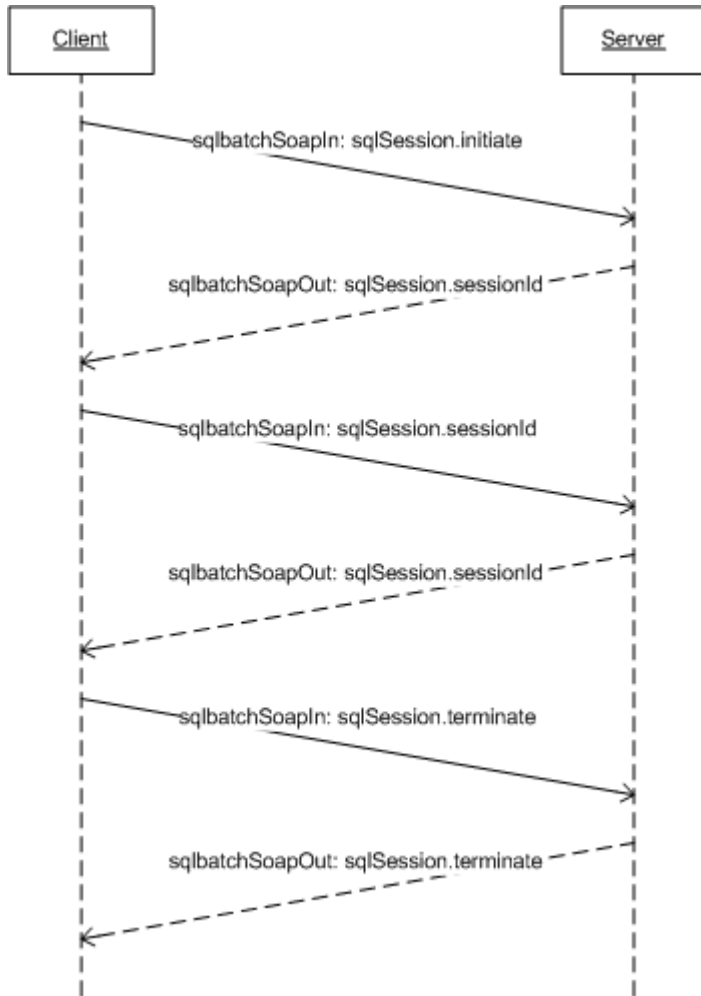 Client
Server
sqlbatchSoapIn: sqlSession.initiate
sqlbatchSoapOut: sqlSession.sessionId
sqlbatchSoapIn: sqlSession.sessionId
sqlbatchSoapOut: sqlSession.sessionId
sqlbatchSoapIn: sqlSession.terminate
sqlbatchSoapOut: sqlSession.terminate